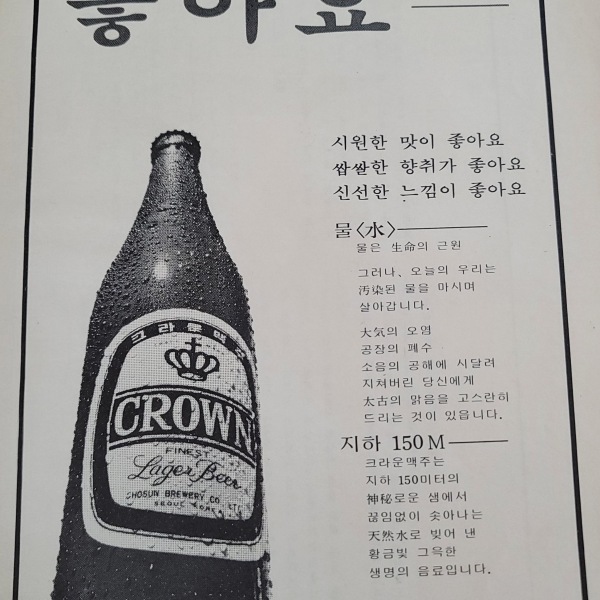 좋아요
시원한 맛이 좋아요
쌉쌀한 향취가 좋아요
신선한 느낌이 좋아요
물〈水〉
물은 生命의 근원
그러나, 오늘의 우리는
汚染된 물을 마시며
살아갑니다.
大気의 오염
공장의 폐수
소음의 공해에 시달려
지쳐버린 당신에게
太古의 맑음을 고스란히
드리는 것이 있읍니다.
지하 150M
크라운맥주는
지하 150미터의
神秘로운 샘에서
끊임없이 솟아나는
天然水로 빚어 낸
황금빛 그윽한
생명의 음료입니다.
크라운맥주
CROWN
FINEST
Lager Beer
CHOSUN BREWERY CO. LTD.
SEOUL KOREA